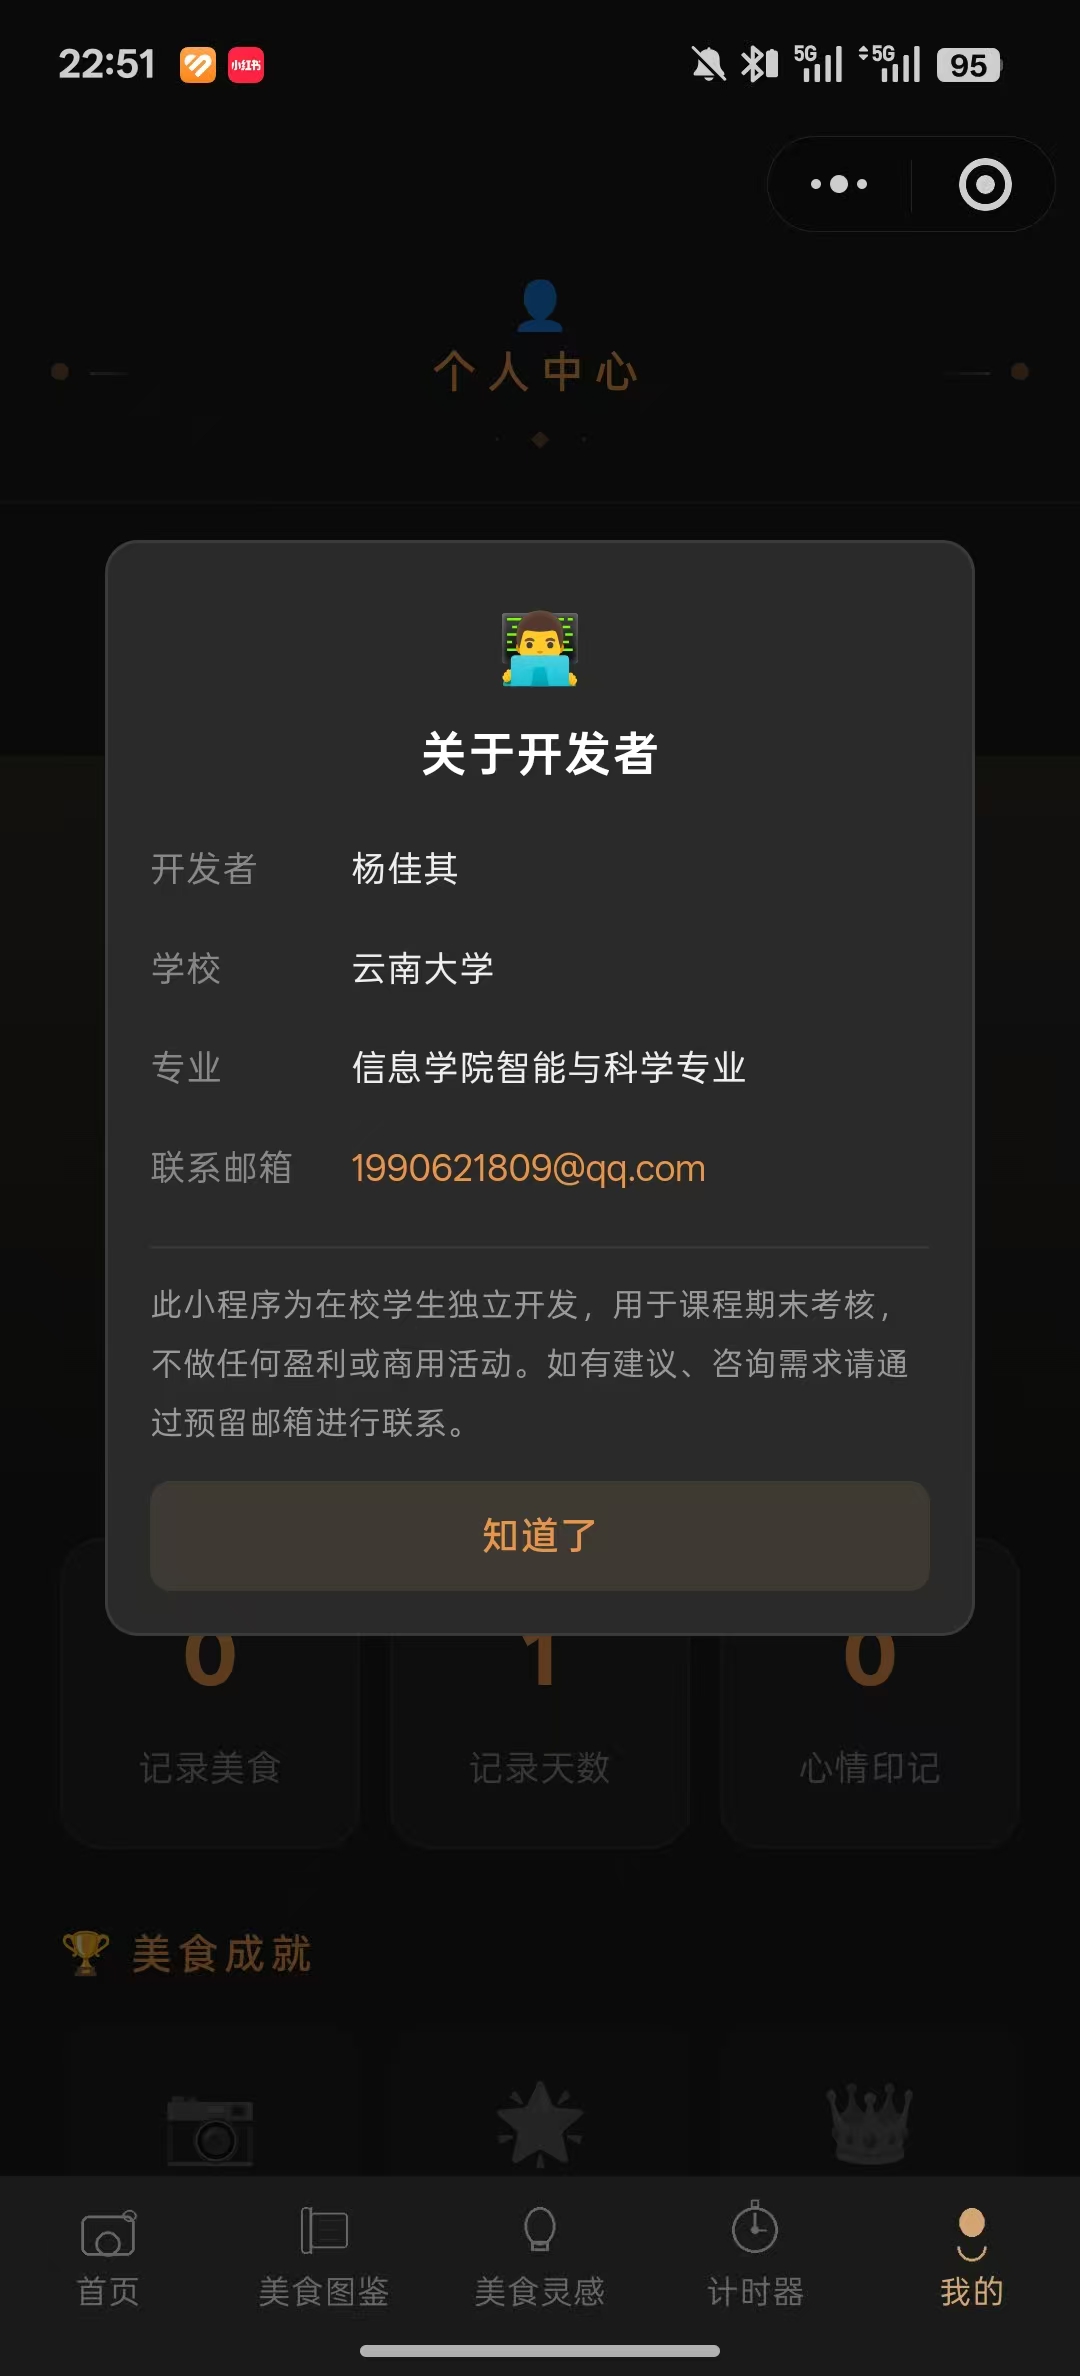 22:51
小红书
5G
5G
95
个人中心
关于开发者
开发者 杨佳其
学校 云南大学
专业 信息学院智能与科学专业
联系邮箱 1990621809@qq.com
此小程序为在校学生独立开发，用于课程期末考核，
不做任何盈利或商用活动。如有建议、咨询需求请通
过预留邮箱进行联系。
知道了
0 1 0
记录美食 记录天数 心情印记
美食成就
首页 美食图鉴 美食灵感 计时器 我的